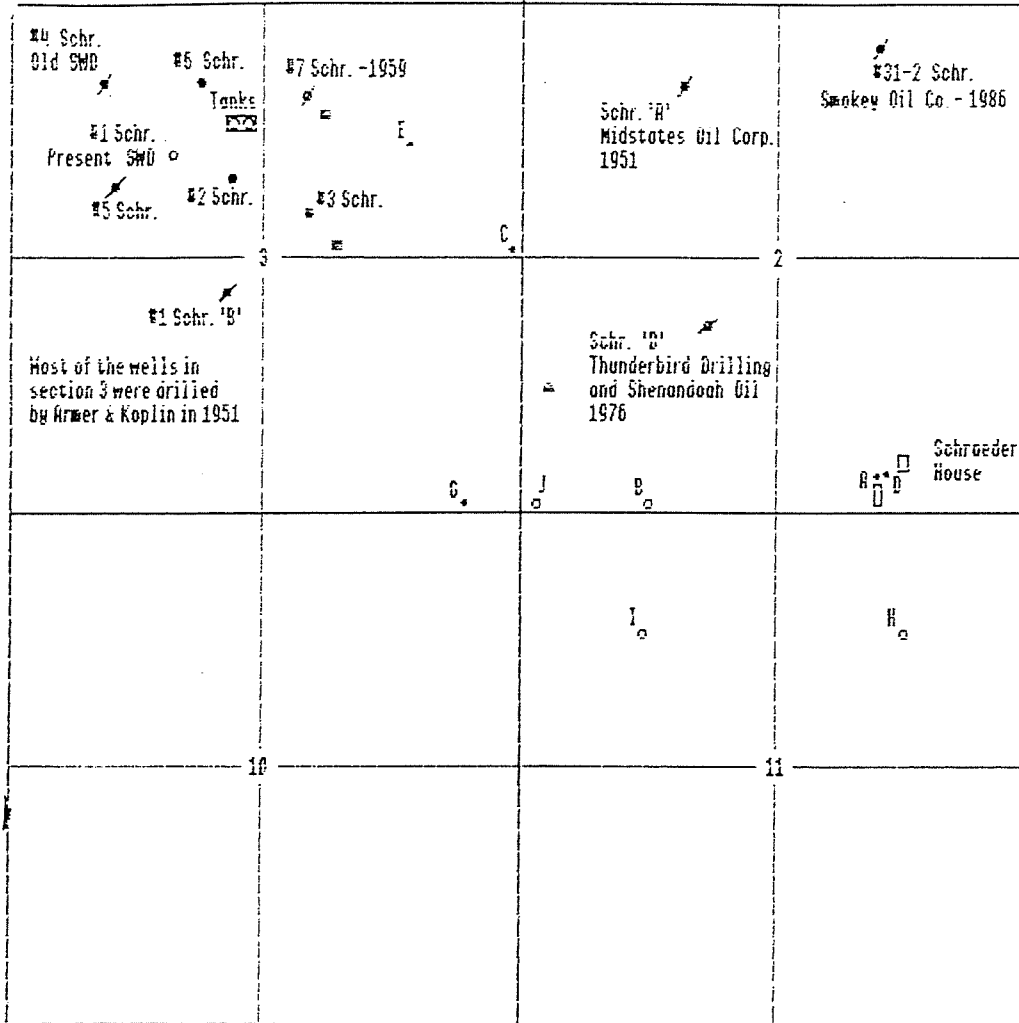 #4 Schr.
Old SWD
#6 Schr.
Tanks
#7 Schr. -1959
E
Schr. 'A'
Midstates Oil Corp.
1951
#31-2 Schr.
Smokey Oil Co. - 1986
#1 Schr.
Present SWD
#5 Schr.
#2 Schr.
#3 Schr.
C
3
2
#1 Schr. 'B'
Most of the wells in
section 3 were drilled
by Armer & Koplin in 1951
Schr. 'D'
Thunderbird Drilling
and Shenandoah Oil
1976
Schroeder
House
G
J
B
A
D
I
H
10
11